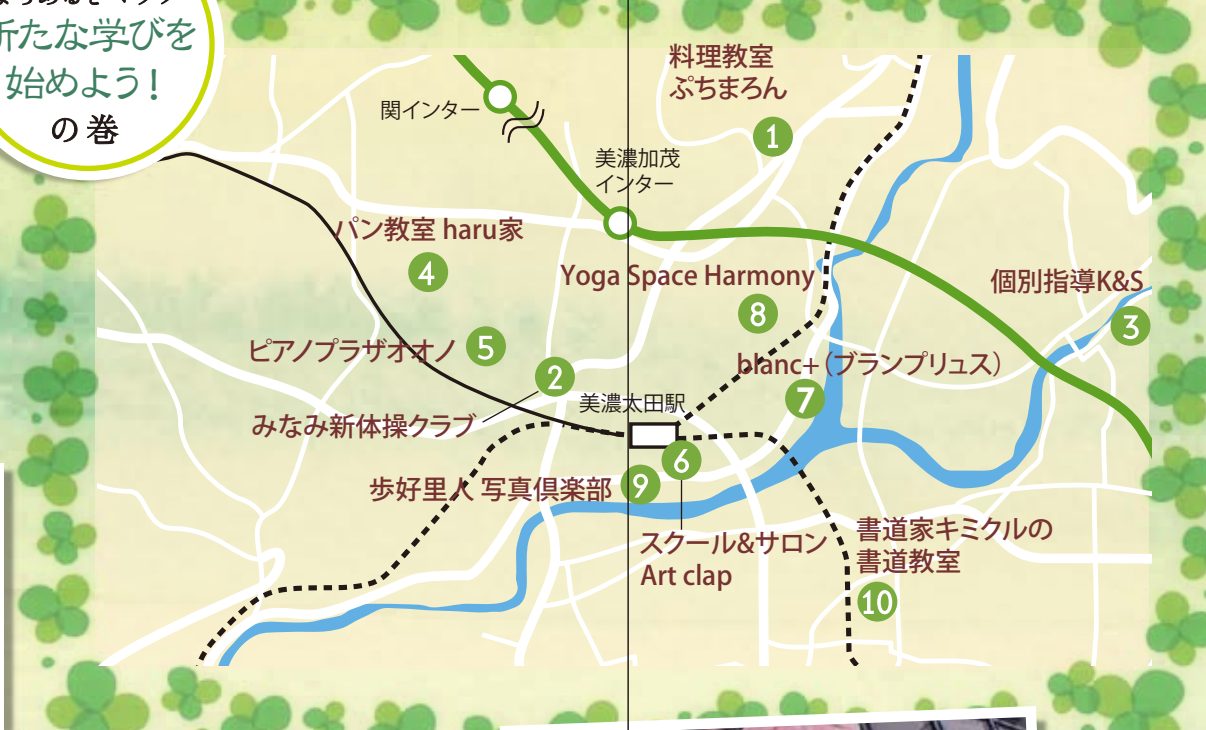 新たな学びを
始めよう!
の巻
料理教室
ぷちまろん
1
関インター
美濃加茂
インター
パン教室 haru家
4
Yoga Space Harmony
8
個別指導K&S
3
ピアノプラザオオノ
5
2
blanc+(ブランプリュス)
7
美濃太田駅
みなみ新体操クラブ
6
歩好里人 写真倶楽部
9
スクール&サロン
Art clap
書道家キミクルの
書道教室
10